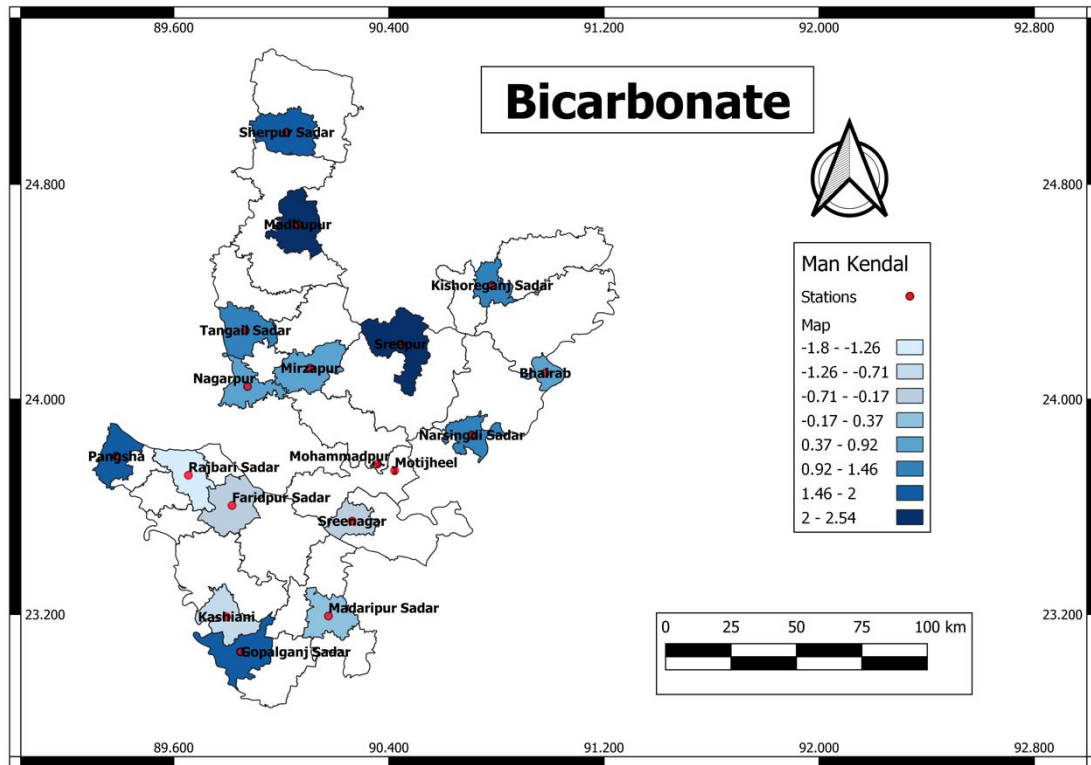 89.600 90.400 91.200 92.000 92.800
Bicarbonate
Sherpur Sadar
24.800 24.800
Madhupur
Kishoreganj Sadar
Man Kendal
Stations
Map
-1.8 - -1.26
-1.26 - -0.71
-0.71 - -0.17
-0.17 - 0.37
0.37 - 0.92
0.92 - 1.46
1.46 - 2
2 - 2.54
Tangail Sadar
Sreepur
Mirzapur
Bhairab
Nagarpur
24.000 24.000
Narsingdi Sadar
Pangsha
Mohammadpur
Motijheel
Rajbari Sadar
Faridpur Sadar
Sreenagar
Kashiani
Madaripur Sadar
23.200 23.200
Gopalganj Sadar
0 25 50 75 100 km
89.600 90.400 91.200 92.000 92.800